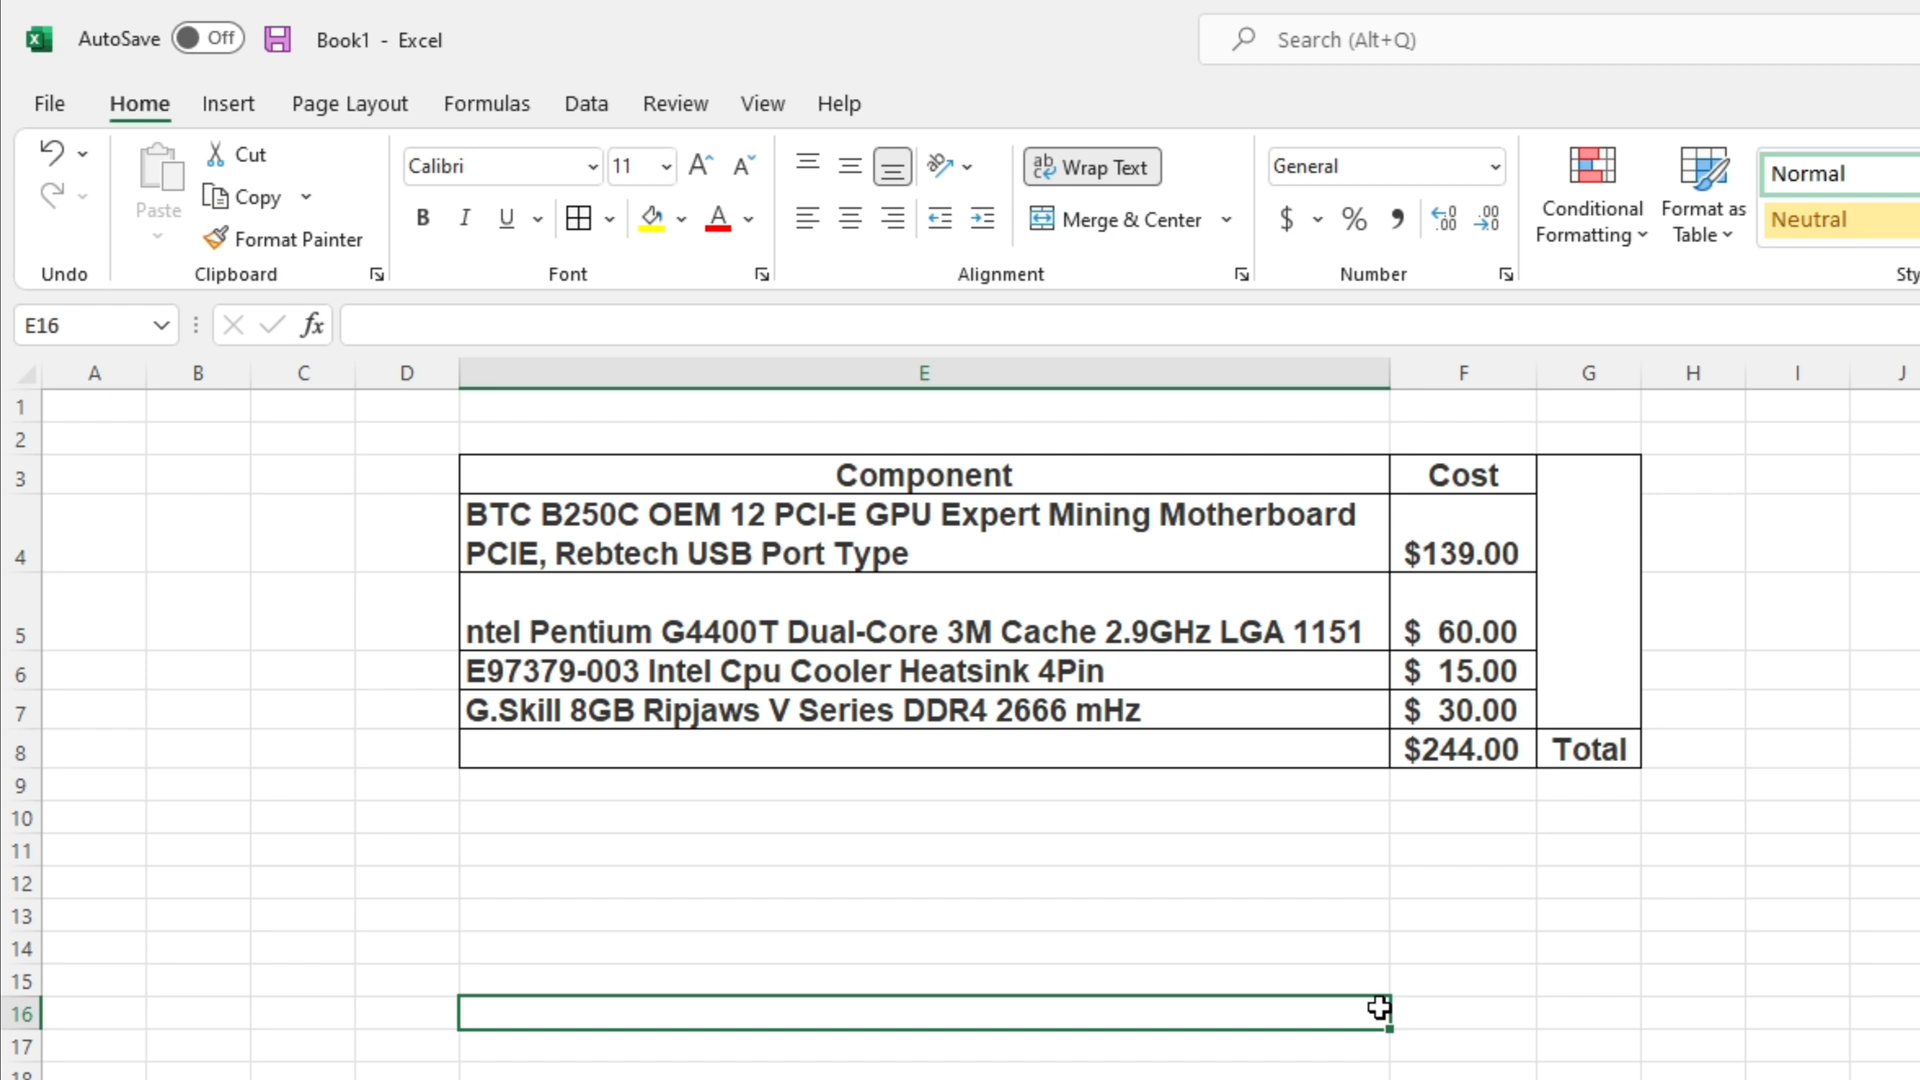 AutoSave Off Book1 - Excel Search (Alt+Q)
File Home Insert Page Layout Formulas Data Review View Help
Paste
Cut
Copy
Format Painter
Calibri 11
B I U A
ab Wrap Text
Merge & Center
General
$ % , .00 .00
Conditional Formatting
Format as Table
Normal
Neutral
Undo Clipboard Font Alignment Number Sty
E16 fx
A B C D E F G H I J
1
2
3 Component Cost
4 BTC B250C OEM 12 PCI-E GPU Expert Mining Motherboard
PCIE, Rebtech USB Port Type $139.00
5 ntel Pentium G4400T Dual-Core 3M Cache 2.9GHz LGA 1151 $ 60.00
6 E97379-003 Intel Cpu Cooler Heatsink 4Pin $ 15.00
7 G.Skill 8GB Ripjaws V Series DDR4 2666 mHz $ 30.00
8 $244.00 Total
9
10
11
12
13
14
15
16
17
18